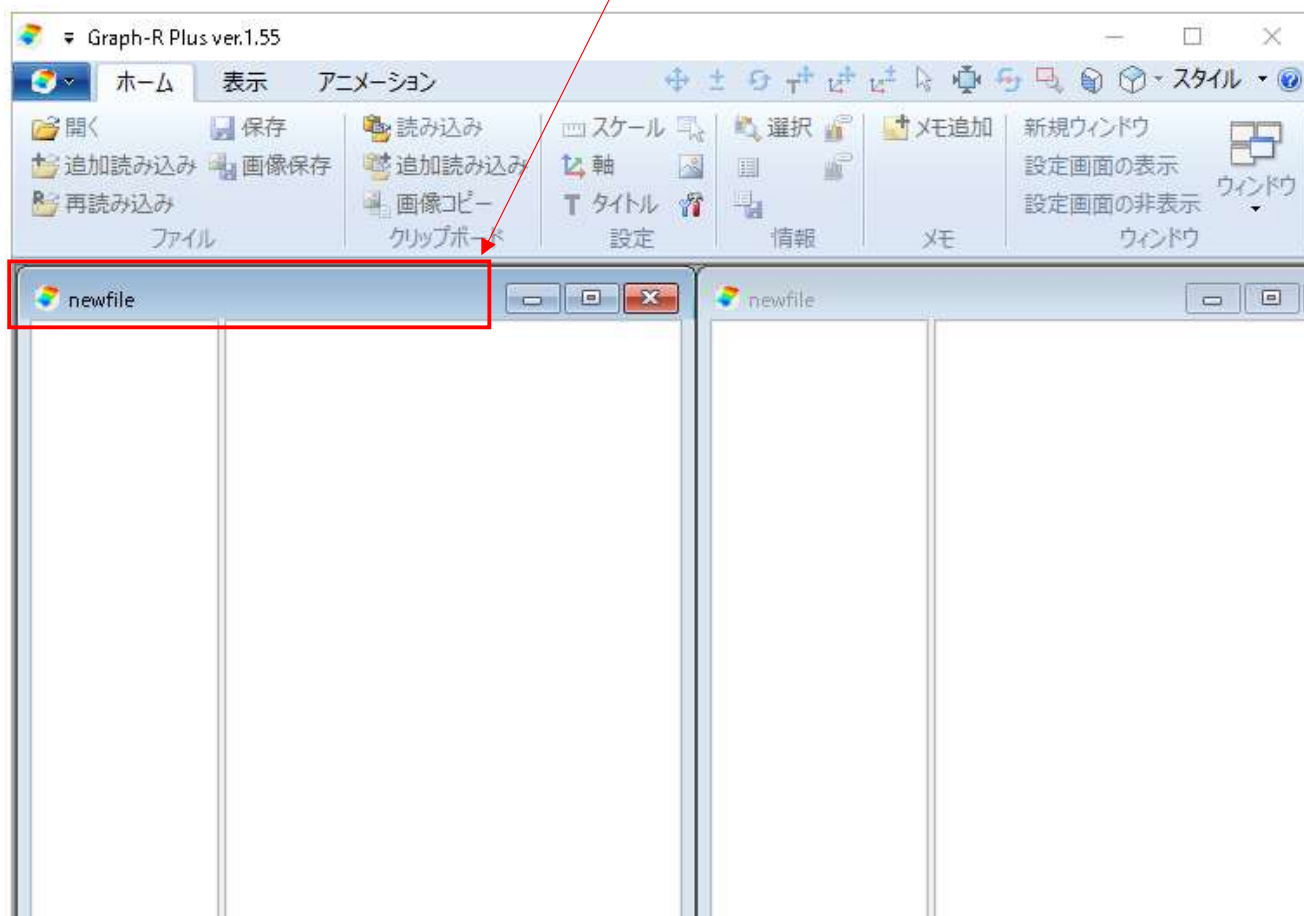 Graph-R Plus ver.1.55
ホーム 表示 アニメーション スタイル
開く 保存 読み込み スケール 選択 メモ追加 新規ウィンドウ
追加読み込み 画像保存 追加読み込み 軸 設定画面の表示
ウィンドウ
再読み込み 画像コピー タイトル 設定画面の非表示
ファイル クリップボード 設定 情報 メモ ウィンドウ
newfile newfile